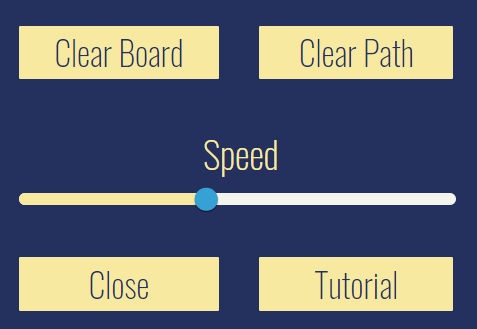 Clear Board
Clear Path
Speed
Close
Tutorial